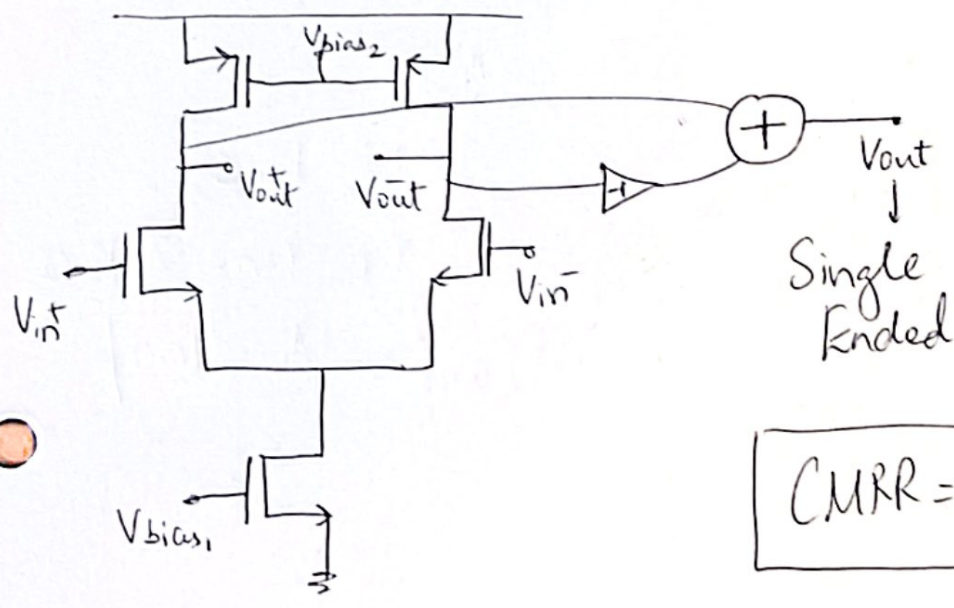 Vbias₂
+
Vout
Vout⁺
Vout⁻
-1
Single
Ended
Vin⁺
Vin⁻
Vbias₁
CMRR =